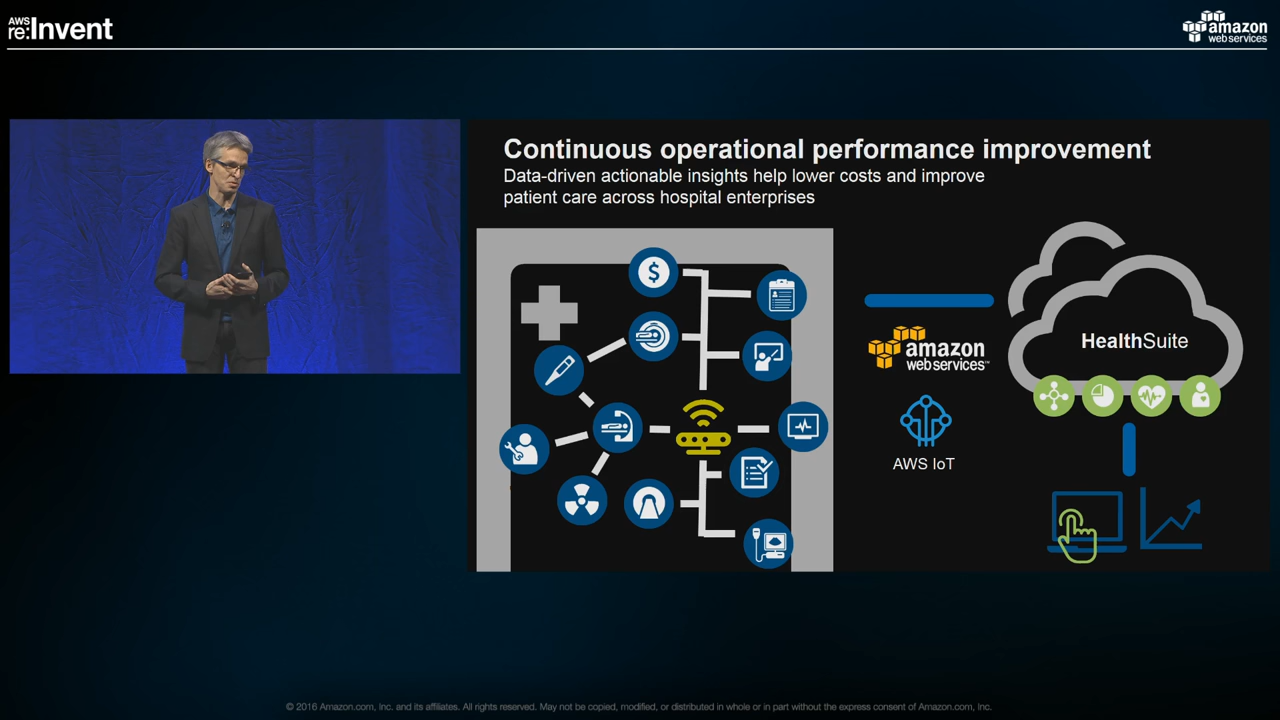 AWS
re:Invent
amazon
web services
Continuous operational performance improvement
Data-driven actionable insights help lower costs and improve
patient care across hospital enterprises
$
amazon
web services™
HealthSuite
AWS IoT
© 2016 Amazon.com, Inc. and its affiliates. All rights reserved. May not be copied, modified, or distributed in whole or in part without the express consent of Amazon.com, Inc.